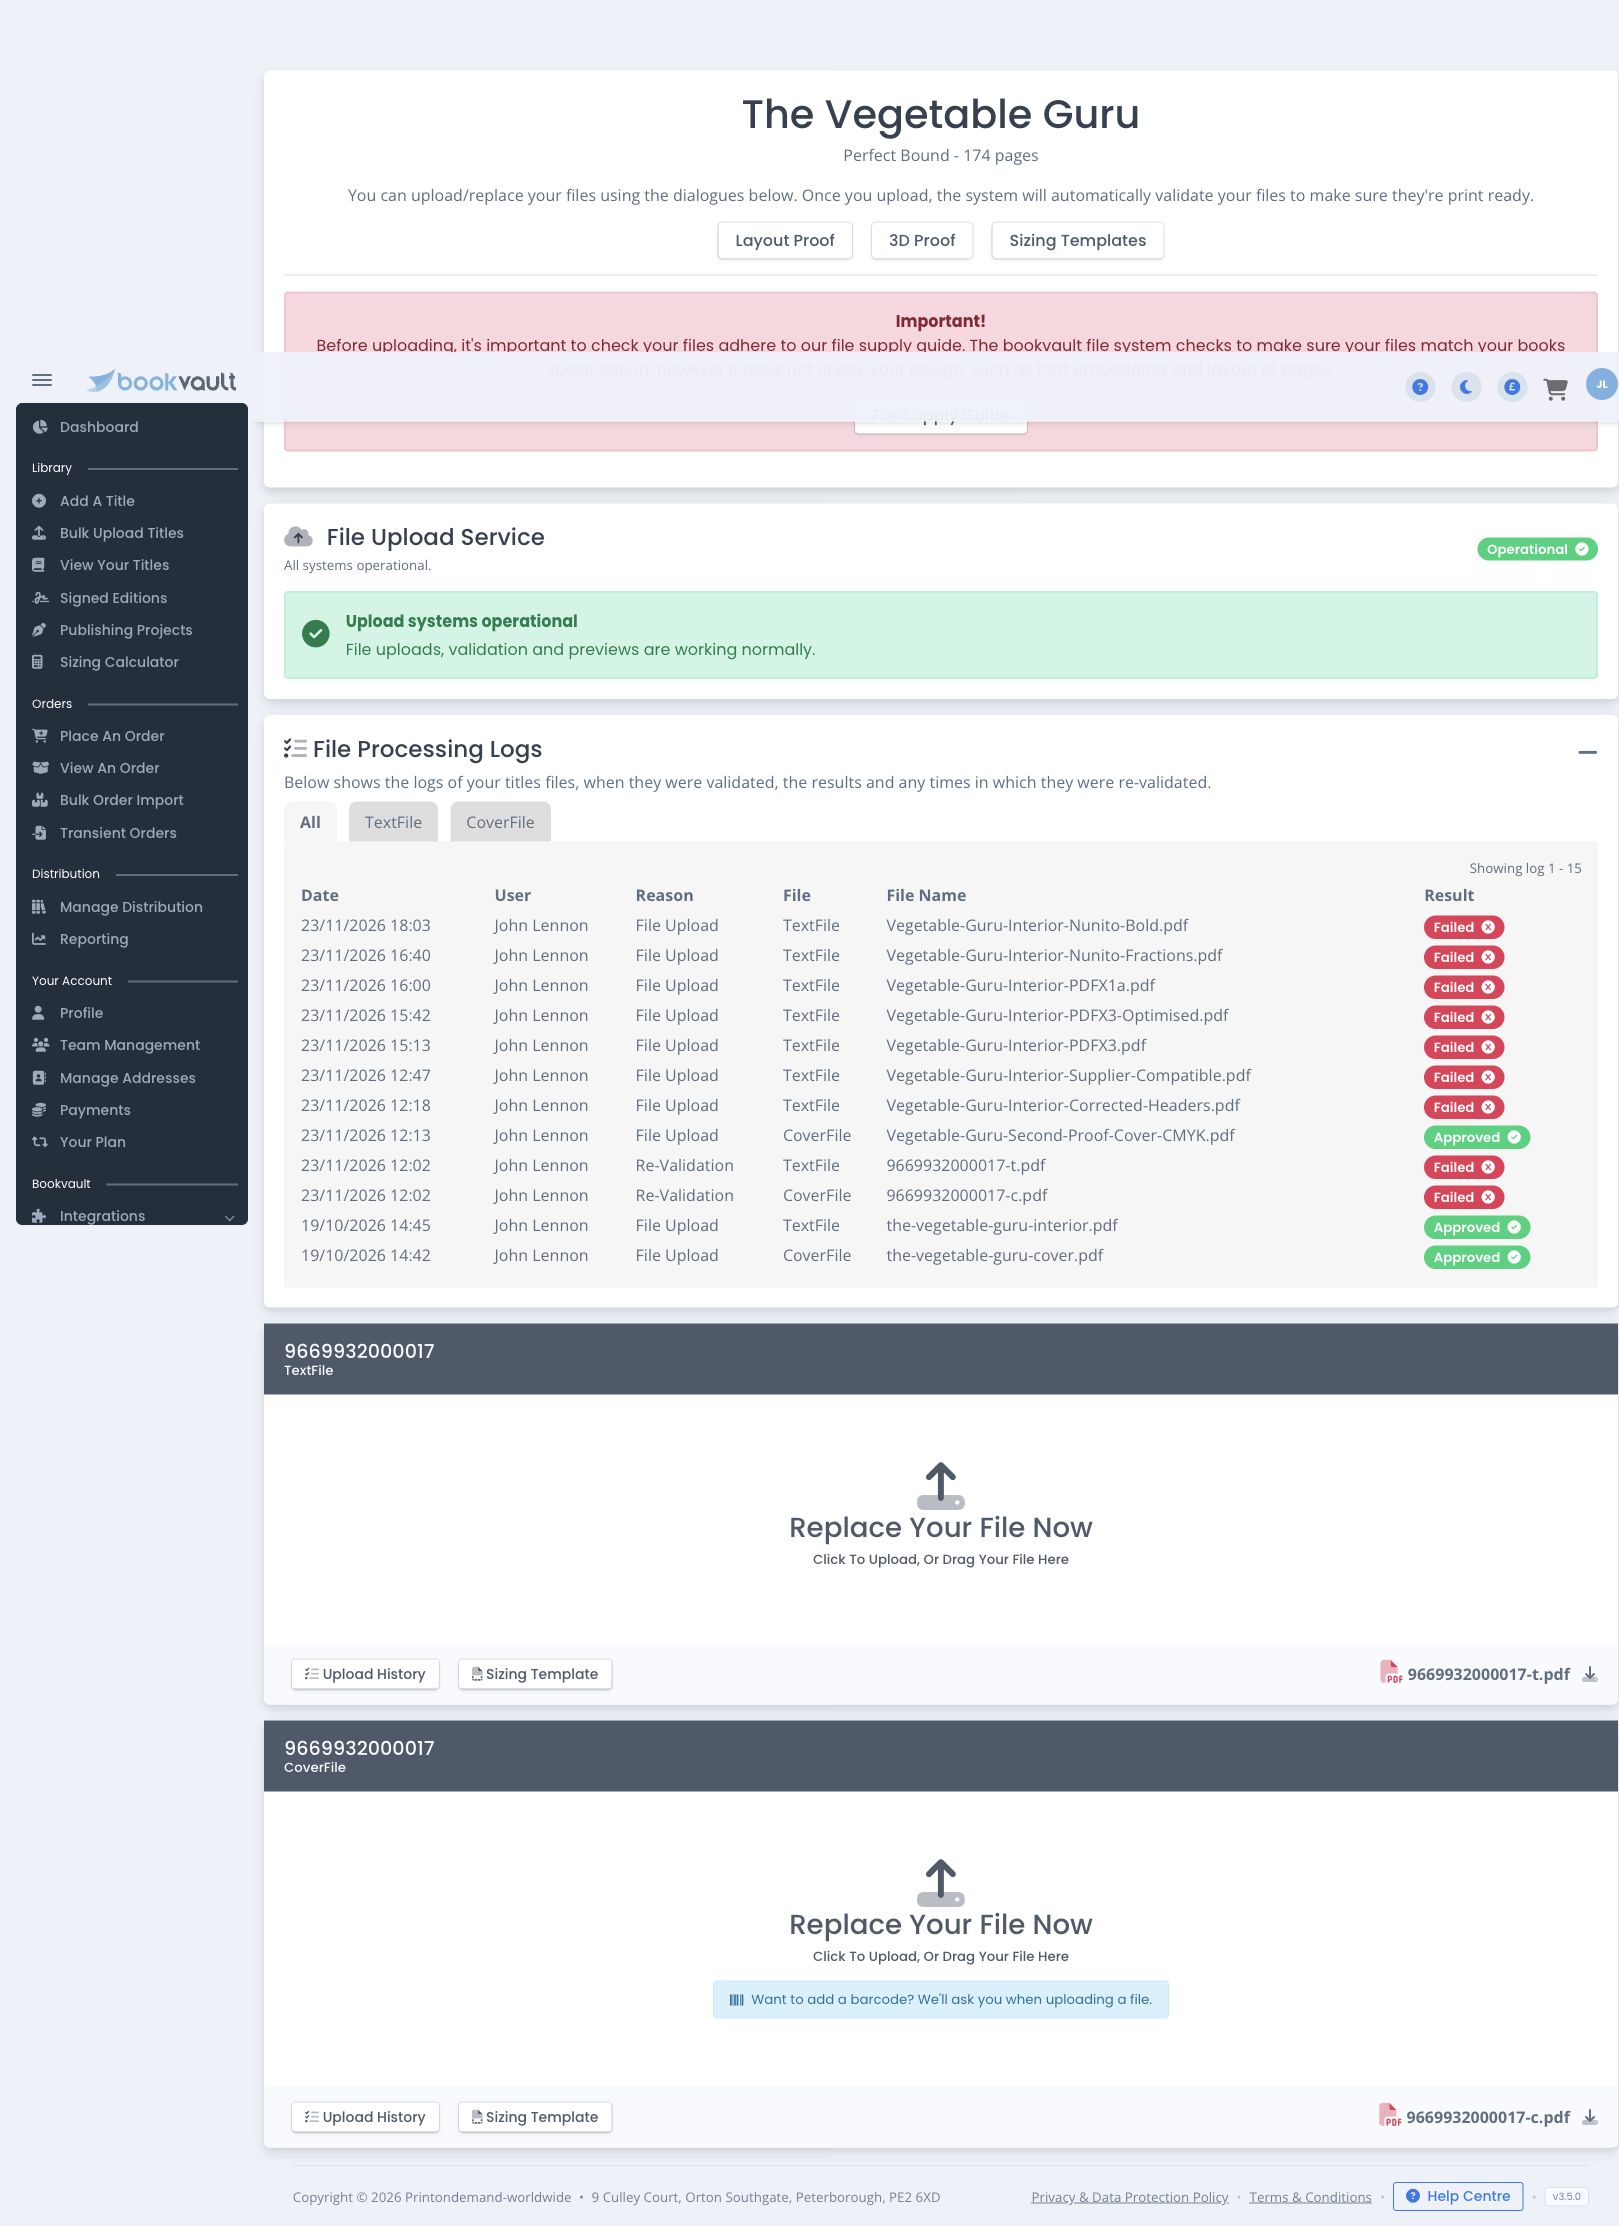 The Vegetable Guru
Perfect Bound - 174 pages
You can upload/replace your files using the dialogues below. Once you upload, the system will automatically validate your files to make sure they're print ready.
Layout Proof
3D Proof
Sizing Templates
Important!
Before uploading, it's important to check your files adhere to our file supply guide. The bookvault file system checks to make sure your files match your books
specification, however it does not check your design, such as font embedding and layout of pages.
File Supply Guide
bookvault
£
JL
Dashboard
Library
Add A Title
Bulk Upload Titles
View Your Titles
Signed Editions
Publishing Projects
Sizing Calculator
Orders
Place An Order
View An Order
Bulk Order Import
Transient Orders
Distribution
Manage Distribution
Reporting
Your Account
Profile
Team Management
Manage Addresses
Payments
Your Plan
Bookvault
Integrations
File Upload Service
All systems operational.
Operational
Upload systems operational
File uploads, validation and previews are working normally.
File Processing Logs
Below shows the logs of your titles files, when they were validated, the results and any times in which they were re-validated.
All TextFile CoverFile
Showing log 1 - 15
Date User Reason File File Name Result
23/11/2026 18:03 John Lennon File Upload TextFile Vegetable-Guru-Interior-Nunito-Bold.pdf Failed
23/11/2026 16:40 John Lennon File Upload TextFile Vegetable-Guru-Interior-Nunito-Fractions.pdf Failed
23/11/2026 16:00 John Lennon File Upload TextFile Vegetable-Guru-Interior-PDFX1a.pdf Failed
23/11/2026 15:42 John Lennon File Upload TextFile Vegetable-Guru-Interior-PDFX3-Optimised.pdf Failed
23/11/2026 15:13 John Lennon File Upload TextFile Vegetable-Guru-Interior-PDFX3.pdf Failed
23/11/2026 12:47 John Lennon File Upload TextFile Vegetable-Guru-Interior-Supplier-Compatible.pdf Failed
23/11/2026 12:18 John Lennon File Upload TextFile Vegetable-Guru-Interior-Corrected-Headers.pdf Failed
23/11/2026 12:13 John Lennon File Upload CoverFile Vegetable-Guru-Second-Proof-Cover-CMYK.pdf Approved
23/11/2026 12:02 John Lennon Re-Validation TextFile 9669932000017-t.pdf Failed
23/11/2026 12:02 John Lennon Re-Validation CoverFile 9669932000017-c.pdf Failed
19/10/2026 14:45 John Lennon File Upload TextFile the-vegetable-guru-interior.pdf Approved
19/10/2026 14:42 John Lennon File Upload CoverFile the-vegetable-guru-cover.pdf Approved
9669932000017
TextFile
Replace Your File Now
Click To Upload, Or Drag Your File Here
Upload History
Sizing Template
PDF 9669932000017-t.pdf
9669932000017
CoverFile
Replace Your File Now
Click To Upload, Or Drag Your File Here
Want to add a barcode? We'll ask you when uploading a file.
Upload History
Sizing Template
PDF 9669932000017-c.pdf
Copyright © 2026 Printondemand-worldwide • 9 Culley Court, Orton Southgate, Peterborough, PE2 6XD
Privacy & Data Protection Policy • Terms & Conditions • Help Centre • v3.5.0